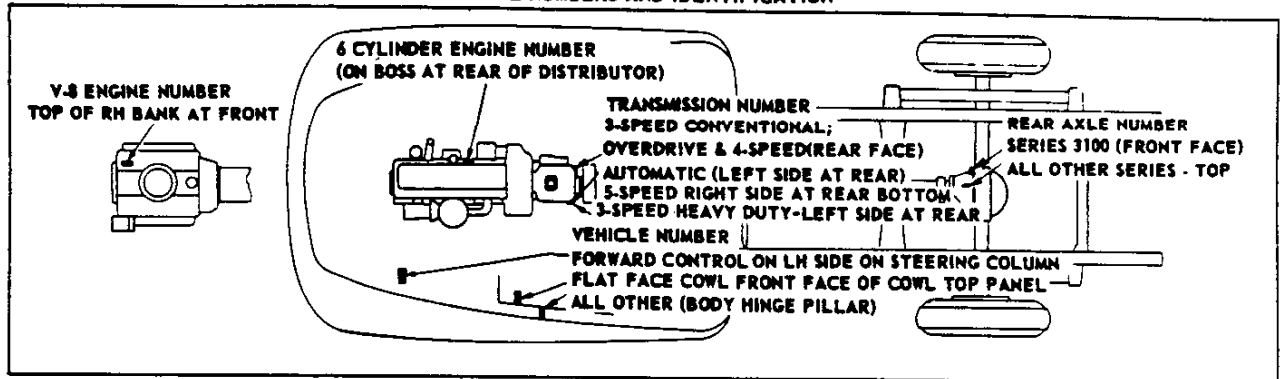 NUMBERS AND IDENTIFICATION
6 CYLINDER ENGINE NUMBER
(ON BOSS AT REAR OF DISTRIBUTOR)
V-8 ENGINE NUMBER
TOP OF RH BANK AT FRONT
TRANSMISSION NUMBER
3-SPEED CONVENTIONAL;
OVERDRIVE & 4-SPEED(REAR FACE)
AUTOMATIC (LEFT SIDE AT REAR)
5-SPEED RIGHT SIDE AT REAR BOTTOM
3-SPEED HEAVY DUTY-LEFT SIDE AT REAR
REAR AXLE NUMBER
SERIES 3100 (FRONT FACE)
ALL OTHER SERIES - TOP
VEHICLE NUMBER
FORWARD CONTROL ON LH SIDE ON STEERING COLUMN
FLAT FACE COWL FRONT FACE OF COWL TOP PANEL
ALL OTHER (BODY HINGE PILLAR)